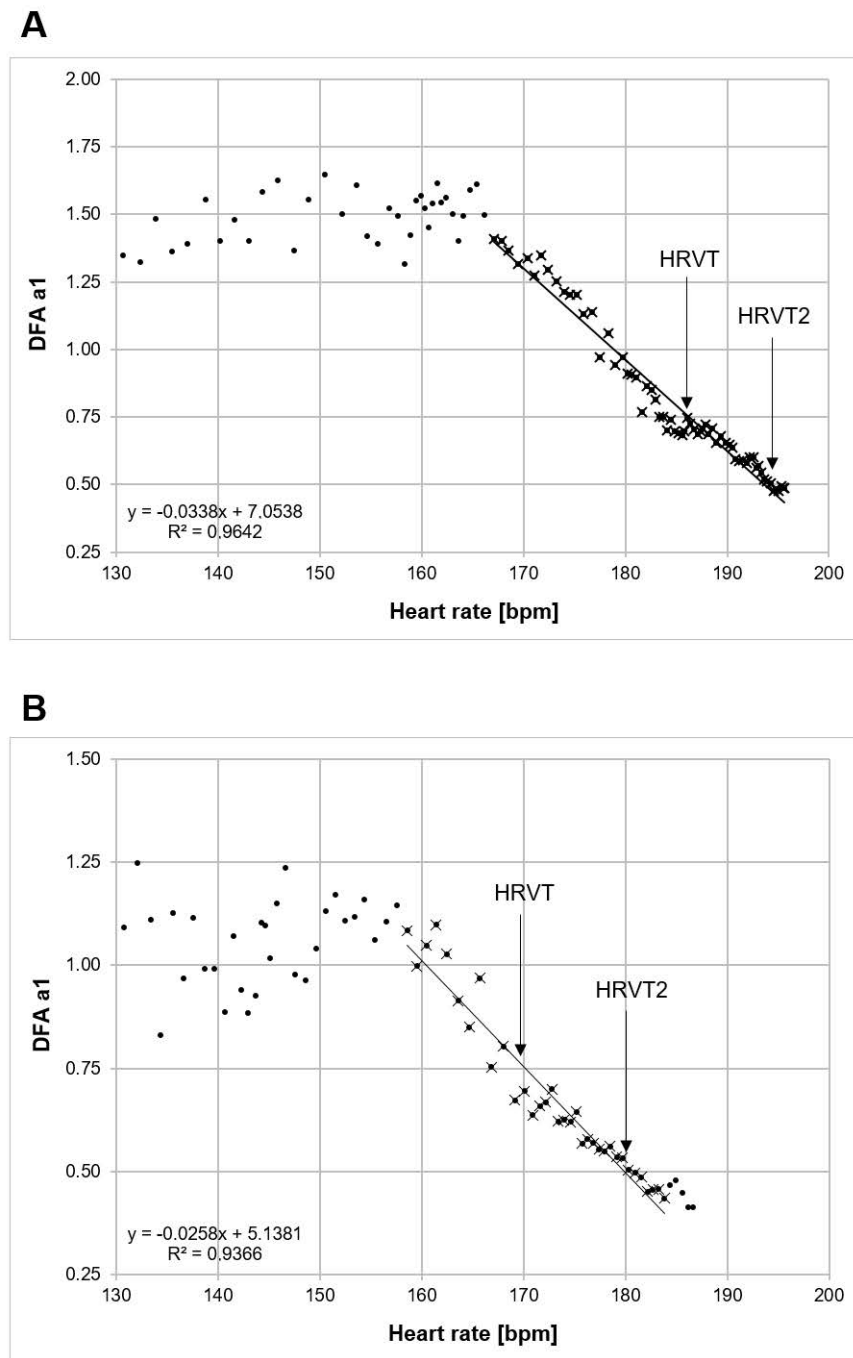 A
2.00
1.75
1.50
1.25
1.00
0.75
0.50
0.25
DFA a1
HRVT
HRVT2
y = -0.0338x + 7.0538
R² = 0.9642
130 140 150 160 170 180 190 200
Heart rate [bpm]
B
1.50
1.25
1.00
0.75
0.50
0.25
DFA a1
HRVT
HRVT2
y = -0.0258x + 5.1381
R² = 0.9366
130 140 150 160 170 180 190 200
Heart rate [bpm]